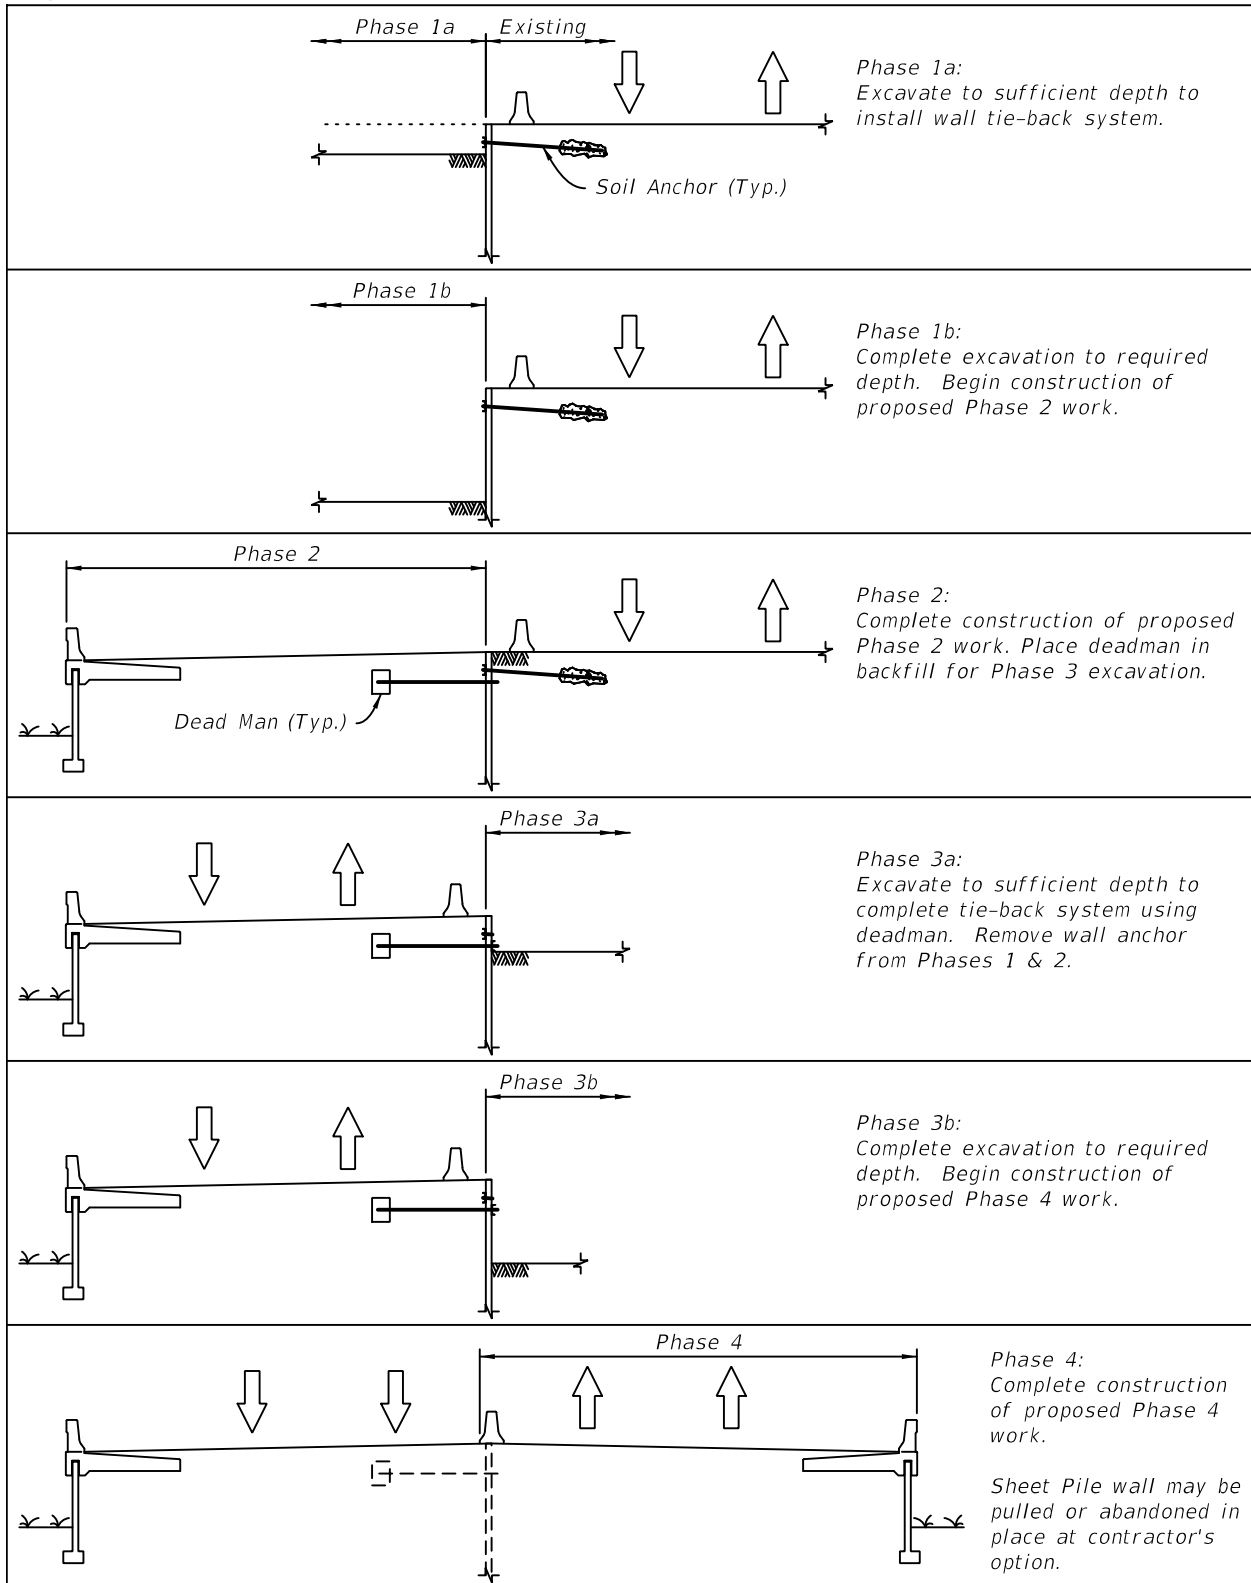 Phase 1a
Existing
Phase 1a:
Excavate to sufficient depth to
install wall tie-back system.
Soil Anchor (Typ.)
Phase 1b
Phase 1b:
Complete excavation to required
depth.  Begin construction of
proposed Phase 2 work.
Phase 2
Phase 2:
Complete construction of proposed
Phase 2 work. Place deadman in
backfill for Phase 3 excavation.
Dead Man (Typ.)
Phase 3a
Phase 3a:
Excavate to sufficient depth to
complete tie-back system using
deadman.  Remove wall anchor
from Phases 1 & 2.
Phase 3b
Phase 3b:
Complete excavation to required
depth.  Begin construction of
proposed Phase 4 work.
Phase 4
Phase 4:
Complete construction
of proposed Phase 4
work.
Sheet Pile wall may be
pulled or abandoned in
place at contractor's
option.